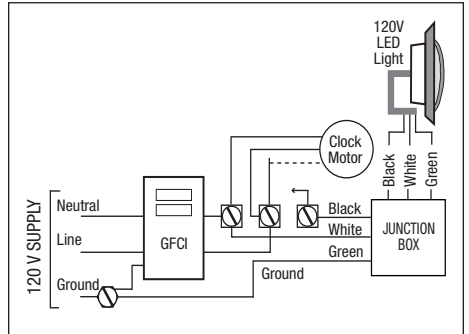 120V
LED
Light
Clock
Motor
Black
White
Green
120 V SUPPLY
Neutral
Line
Ground
GFCI
Black
White
Green
Ground
JUNCTION
BOX